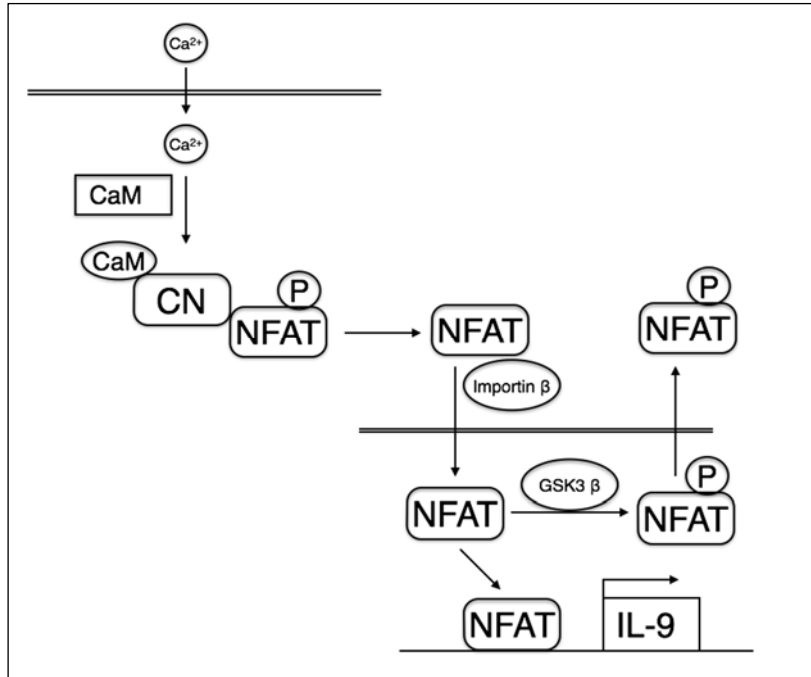 Ca²⁺
Ca²⁺
CaM
CaM
CN
P
NFAT
NFAT
Importin β
P
NFAT
NFAT
GSK3 β
P
NFAT
NFAT
IL-9